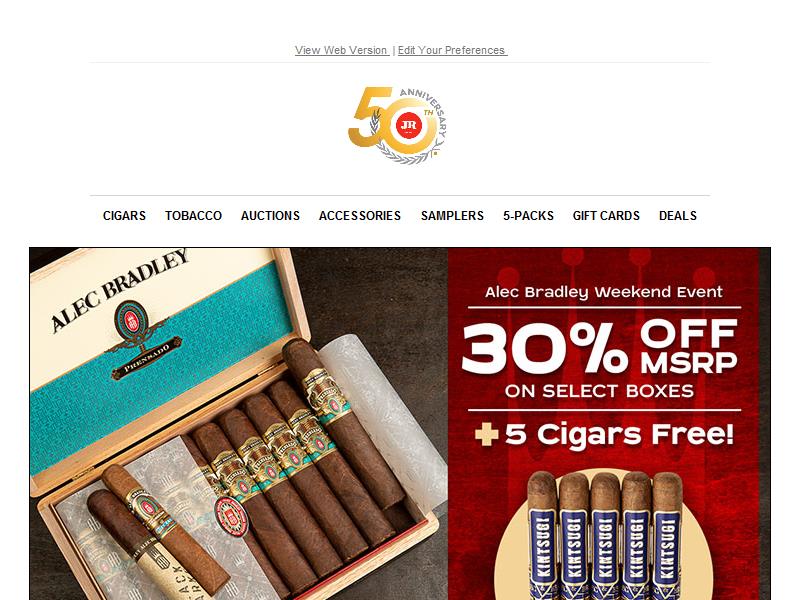 View Web Version | Edit Your Preferences
50TH ANNIVERSARY
JR
CIGARS TOBACCO AUCTIONS ACCESSORIES SAMPLERS 5-PACKS GIFT CARDS DEALS
ALEC BRADLEY
PRENSADO
Alec Bradley Weekend Event
30% OFF
MSRP
ON SELECT BOXES
+ 5 Cigars Free!
KINTSUGI KINTSUGI KINTSUGI KINTSUGI KINTSUGI